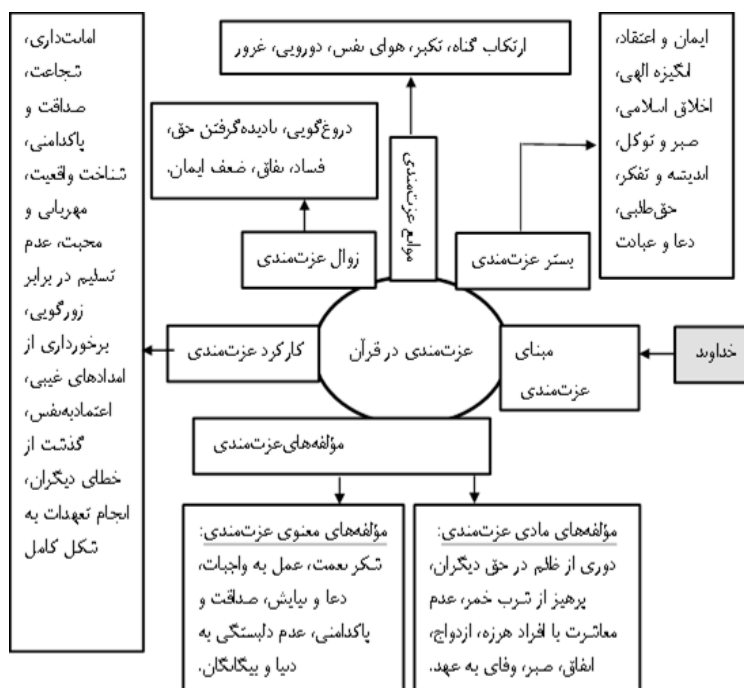 ارتکاب گناه، تکبر، هوای نفس، دورویی، غرور
موانع عزت‌مندی
ایمان و اعتقاد،
انگیزه الهی،
اخلاق اسلامی،
صبر و توکل،
اندیشه و تفکر،
حق‌طلبی،
دعا و عبادت
بستر عزت‌مندی
دروغ‌گویی، نادیده‌گرفتن حق،
فساد، نفاق، ضعف ایمان.
زوال عزت‌مندی
امانت‌داری،
شجاعت،
صداقت و
پاکدامنی،
شناخت واقعیت،
مهربانی و
محبت، عدم
تسلیم در برابر
زورگویی،
برخورداری از
امدادهای غیبی،
اعتمادبه‌نفس،
گذشت از
خطای دیگران،
انجام تعهدات به
شکل کامل
خداوند
مبنای
عزت‌مندی
عزت‌مندی در قرآن
کارکرد عزت‌مندی
مؤلفه‌های‌عزت‌مندی
مؤلفه‌های مادی عزت‌مندی:
دوری از ظلم در حق دیگران،
پرهیز از شرب خمر، عدم
معاشرت با افراد هرزه، ازدواج،
انفاق، صبر، وفای به عهد.
مؤلفه‌های معنوی عزت‌مندی:
شکر نعمت، عمل به واجبات،
دعا و نیایش، صداقت و
پاکدامنی، عدم دلبستگی به
دنیا و بیگانگان.